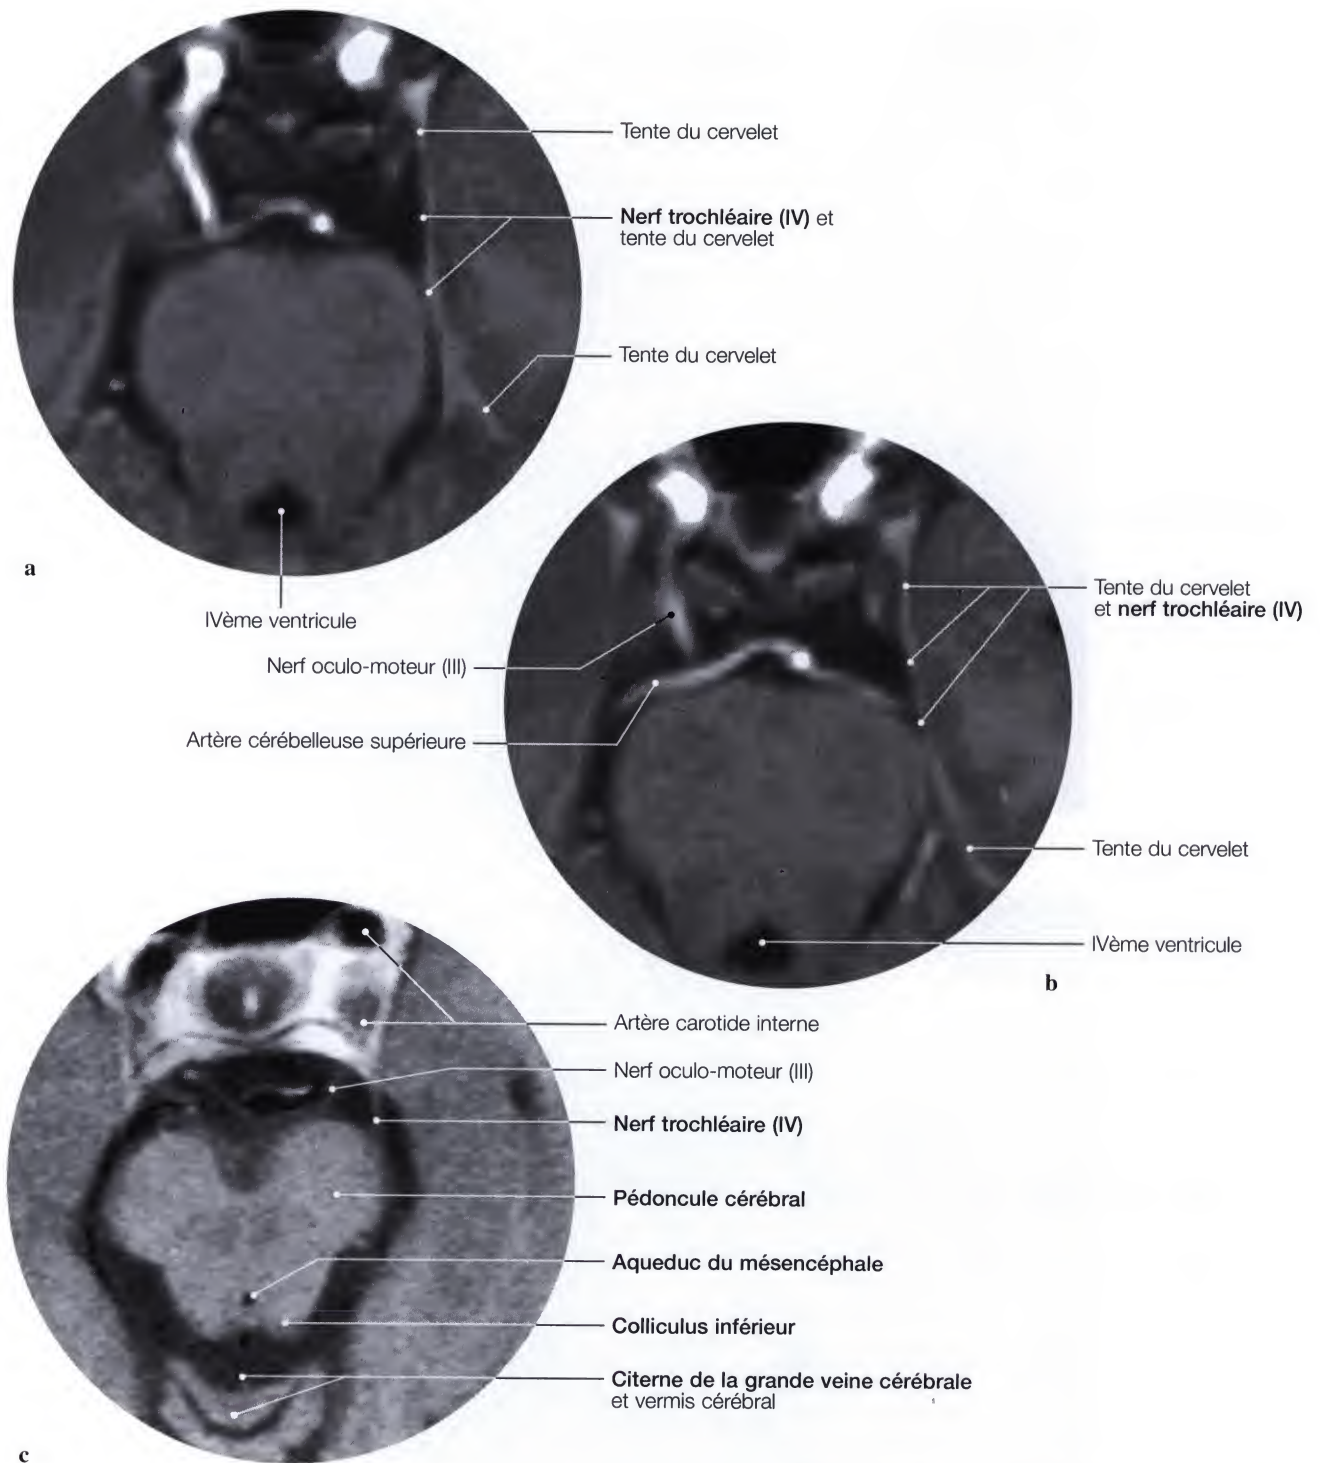 Tente du cervelet
Nerf trochléaire (IV) et
tente du cervelet
Tente du cervelet
a
IVème ventricule
Nerf oculo-moteur (III)
Artère cérébelleuse supérieure
Tente du cervelet
et nerf trochléaire (IV)
Tente du cervelet
IVème ventricule
b
Artère carotide interne
Nerf oculo-moteur (III)
Nerf trochléaire (IV)
Pédoncule cérébral
Aqueduc du mésencéphale
Colliculus inférieur
Citerne de la grande veine cérébrale
et vermis cérébral
c